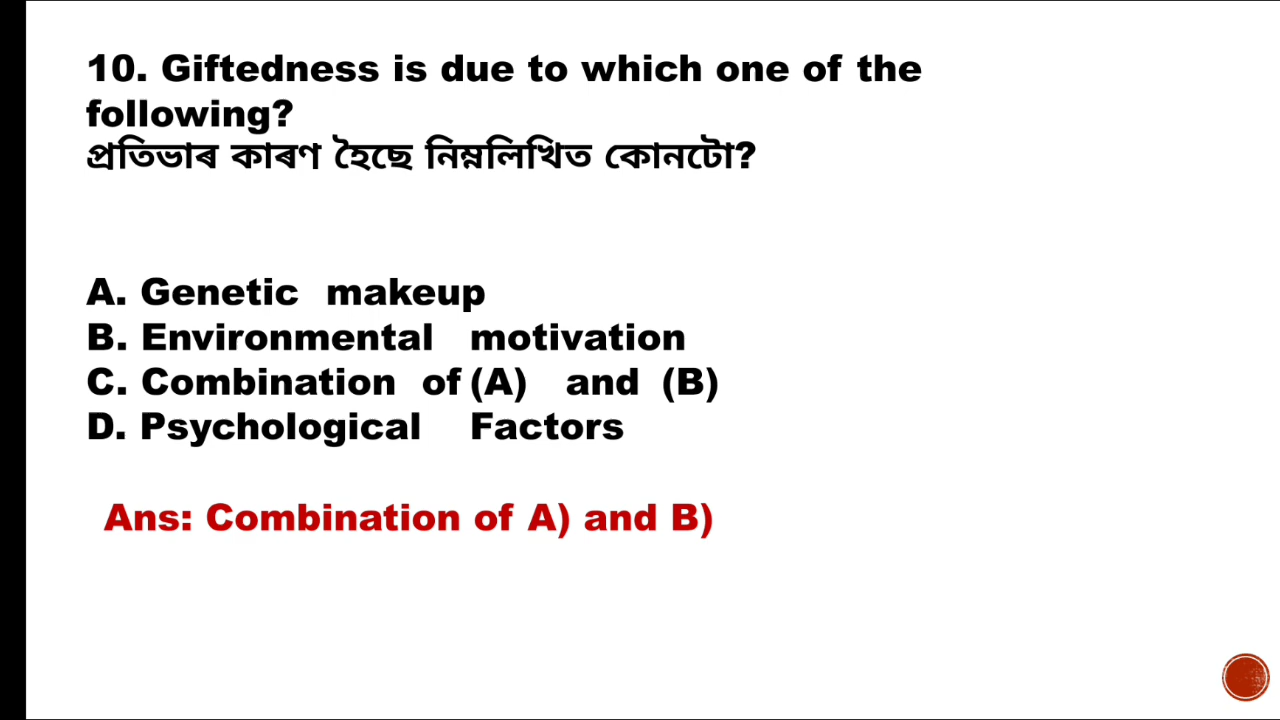 10. Giftedness is due to which one of the
following?
প্ৰতিভাৰ কাৰণ হৈছে নিম্নলিখিত কোনটো?
A. Genetic makeup
B. Environmental motivation
C. Combination of (A) and (B)
D. Psychological Factors
Ans: Combination of A) and B)